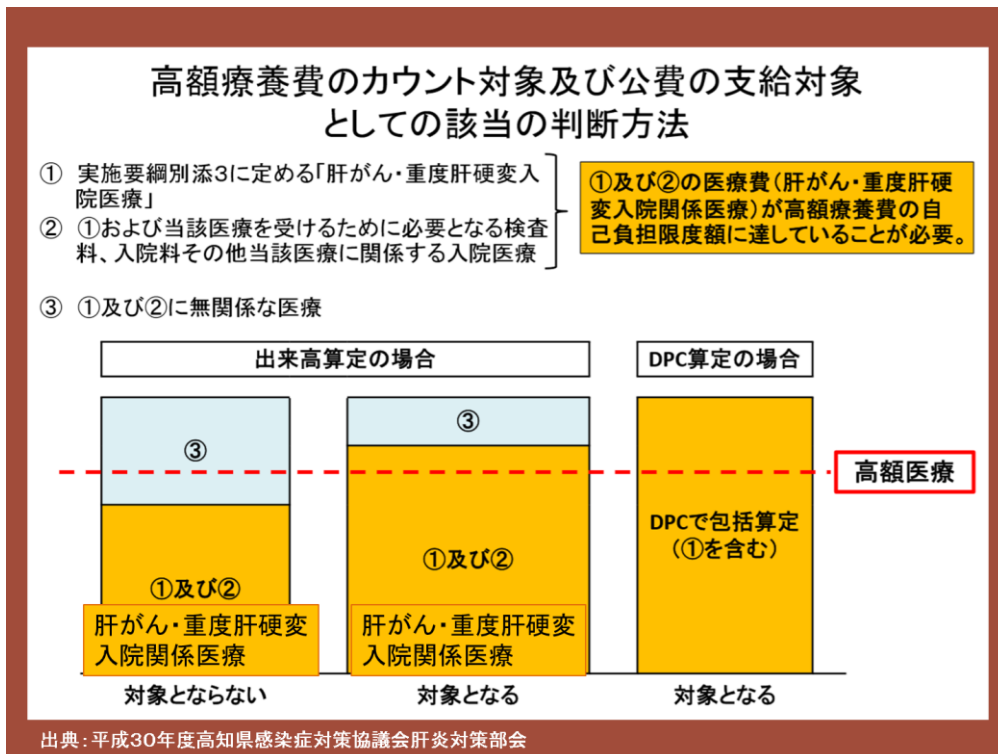 高額療養費のカウント対象及び公費の支給対象
としての該当の判断方法
① 実施要綱別添3に定める「肝がん・重度肝硬変入
院医療」
② ①および当該医療を受けるために必要となる検査
料、入院料その他当該医療に関係する入院医療
①及び②の医療費(肝がん・重度肝硬
変入院関係医療)が高額療養費の自
己負担限度額に達していることが必要。
③ ①及び②に無関係な医療
出来高算定の場合
DPC算定の場合
③
③
高額医療
DPCで包括算定
(①を含む)
①及び②
①及び②
肝がん・重度肝硬変
入院関係医療
肝がん・重度肝硬変
入院関係医療
対象とならない
対象となる
対象となる
出典:平成30年度高知県感染症対策協議会肝炎対策部会